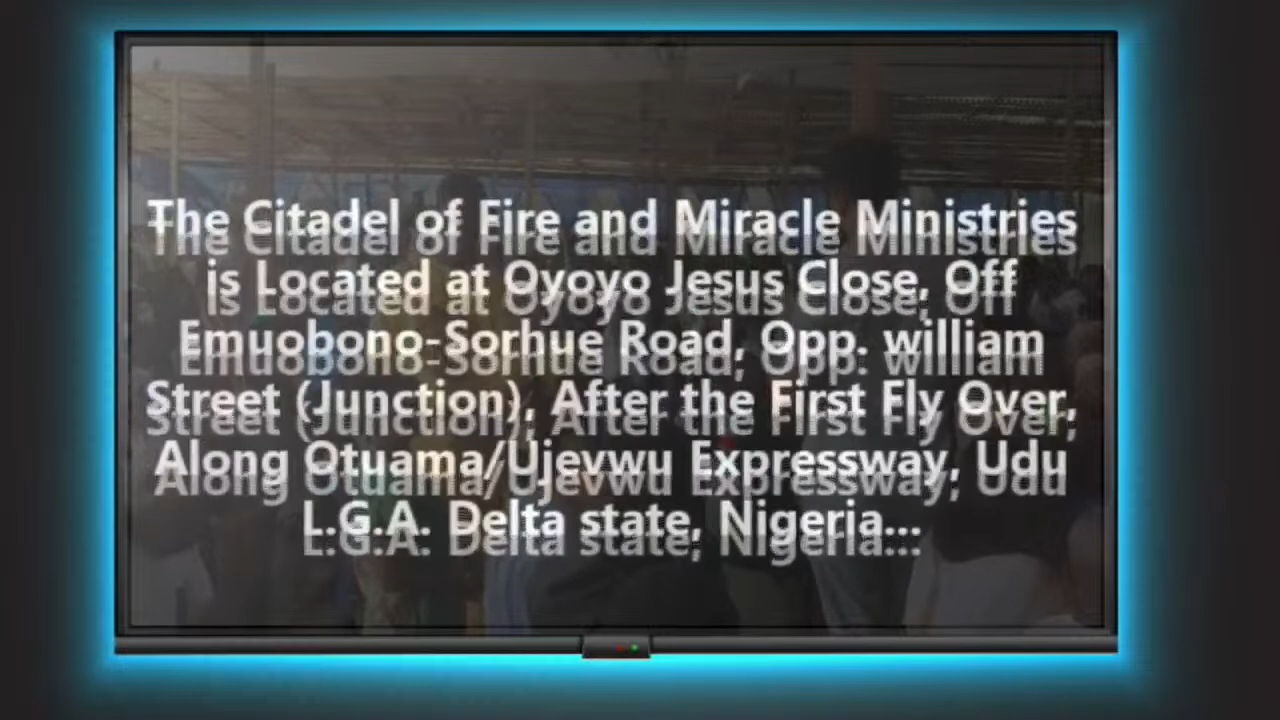 The Citadel of Fire and Miracle Ministries
is Located at Oyoyo Jesus Close, Off
Emuobono-Sorhue Road, Opp. william
Street (Junction), After the First Fly Over,
Along Otuama/Ujevwu Expressway, Udu
L.G.A. Delta state, Nigeria...